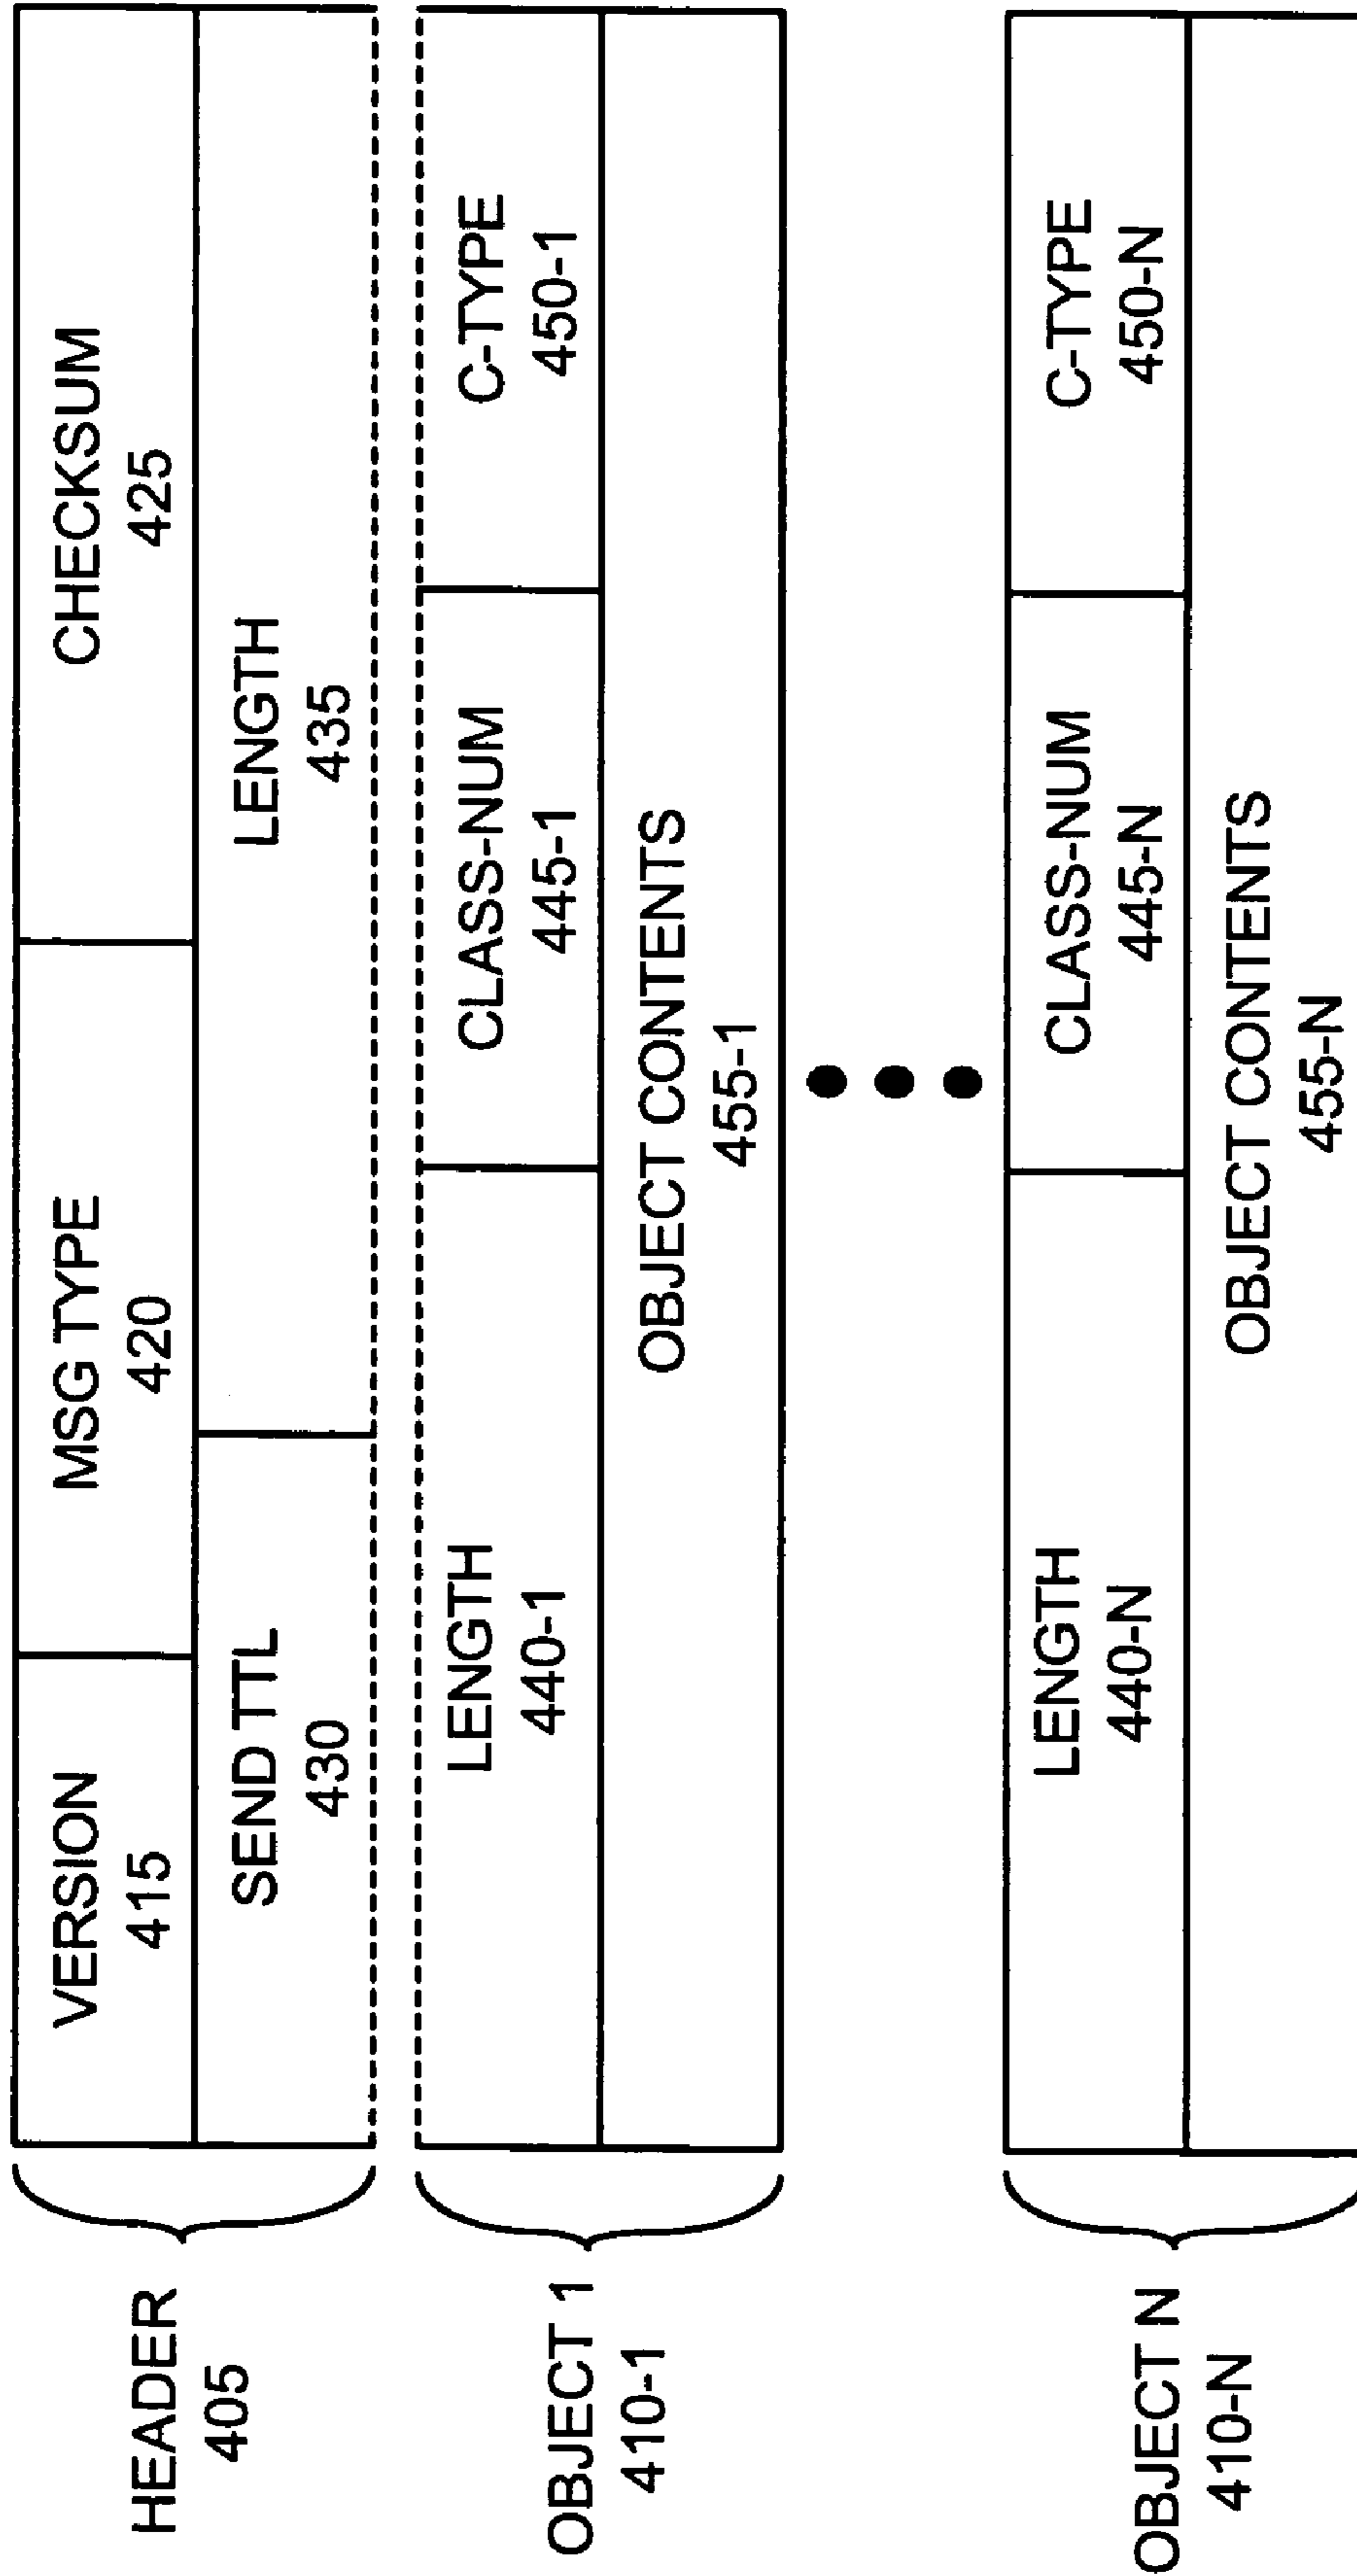 HEADER
405
VERSION
415
MSG TYPE
420
CHECKSUM
425
SEND TTL
430
LENGTH
435
OBJECT 1
410-1
LENGTH
440-1
CLASS-NUM
445-1
C-TYPE
450-1
OBJECT CONTENTS
455-1
OBJECT N
410-N
LENGTH
440-N
CLASS-NUM
445-N
C-TYPE
450-N
OBJECT CONTENTS
455-N